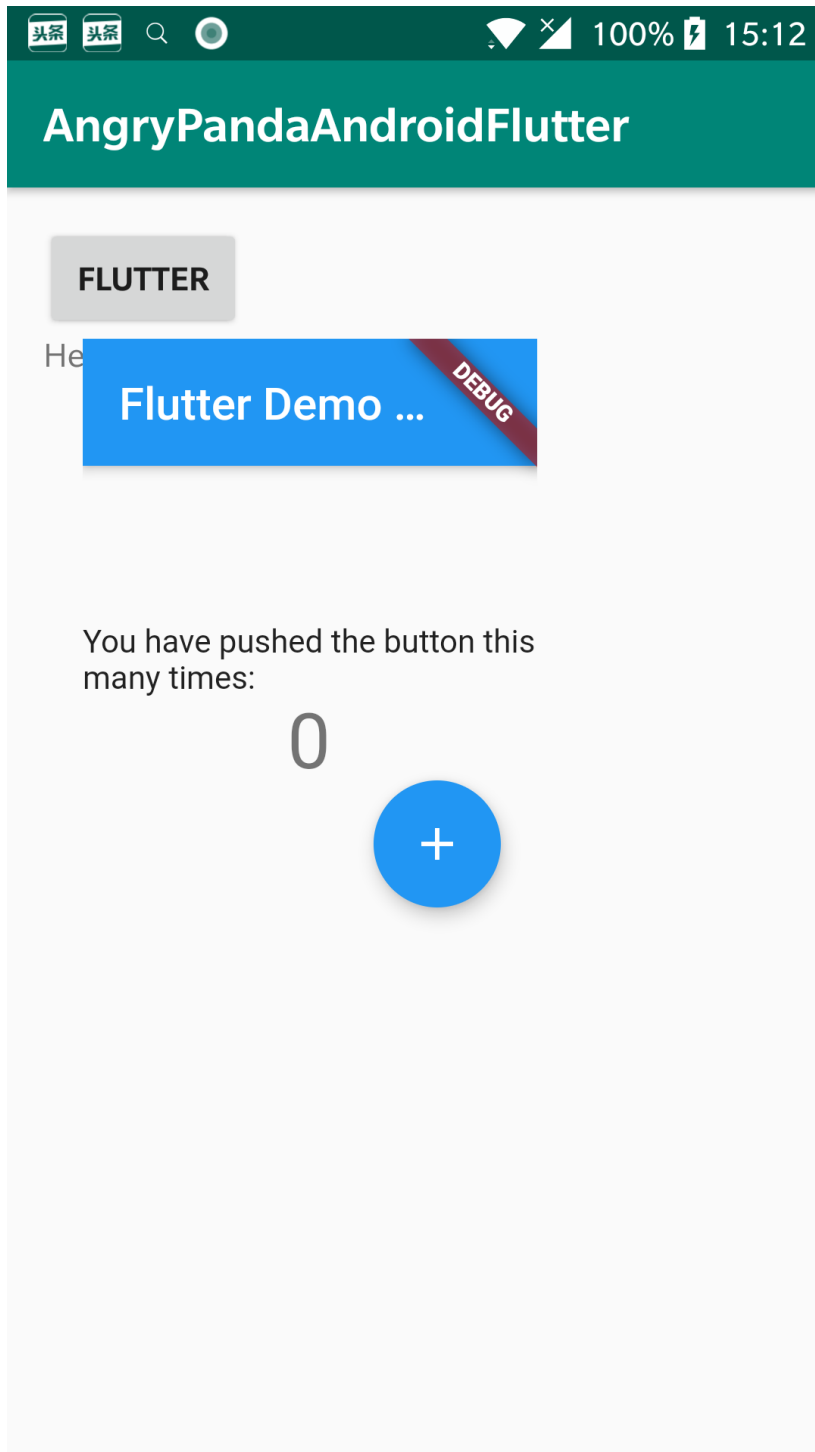 头条 头条 100% 15:12
AngryPandaAndroidFlutter
FLUTTER
He
Flutter Demo ...
DEBUG
You have pushed the button this
many times:
0
+